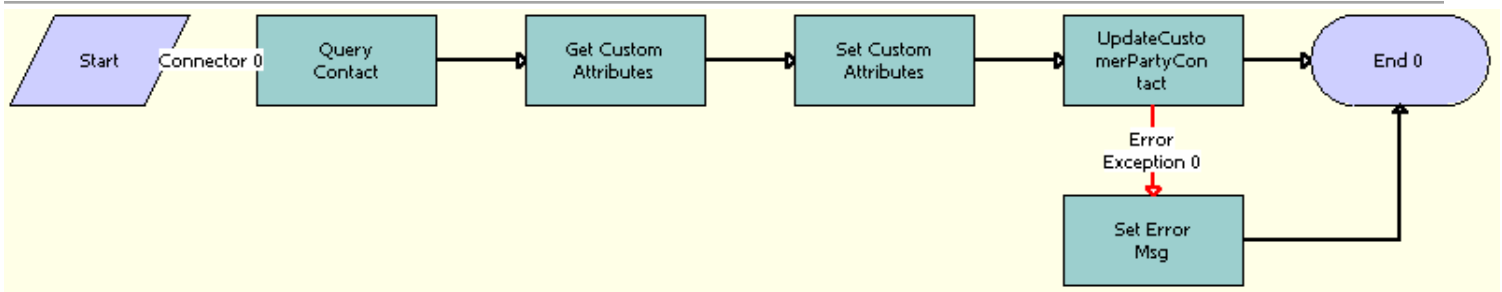 Start
Connector 0
Query
Contact
Get Custom
Attributes
Set Custom
Attributes
UpdateCusto
merPartyCon
tact
End 0
Error
Exception 0
Set Error
Msg